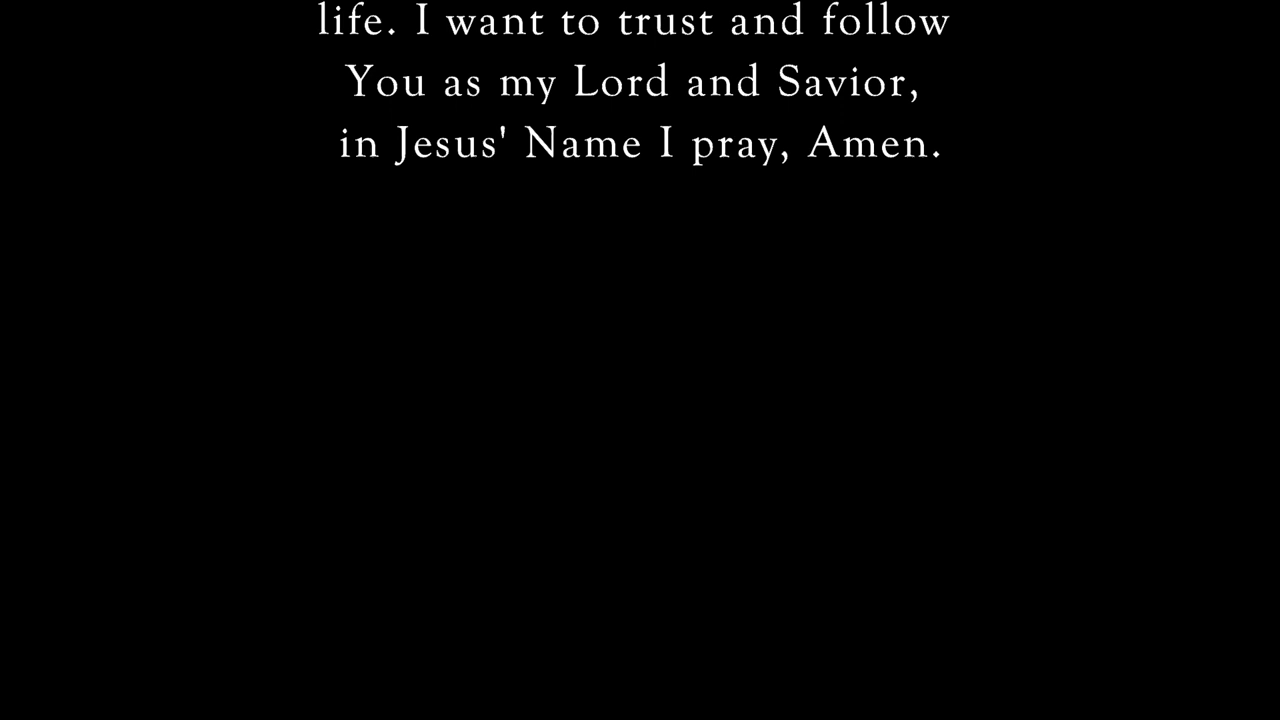 life. I want to trust and follow
You as my Lord and Savior,
in Jesus' Name I pray, Amen.